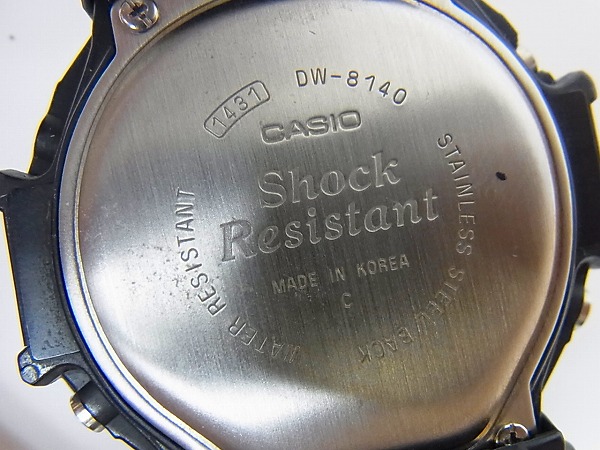 1431 DW-8140
CASIO
Shock
Resistant
MADE IN KOREA
C
WATER RESISTANT
STAINLESS STEEL BACK